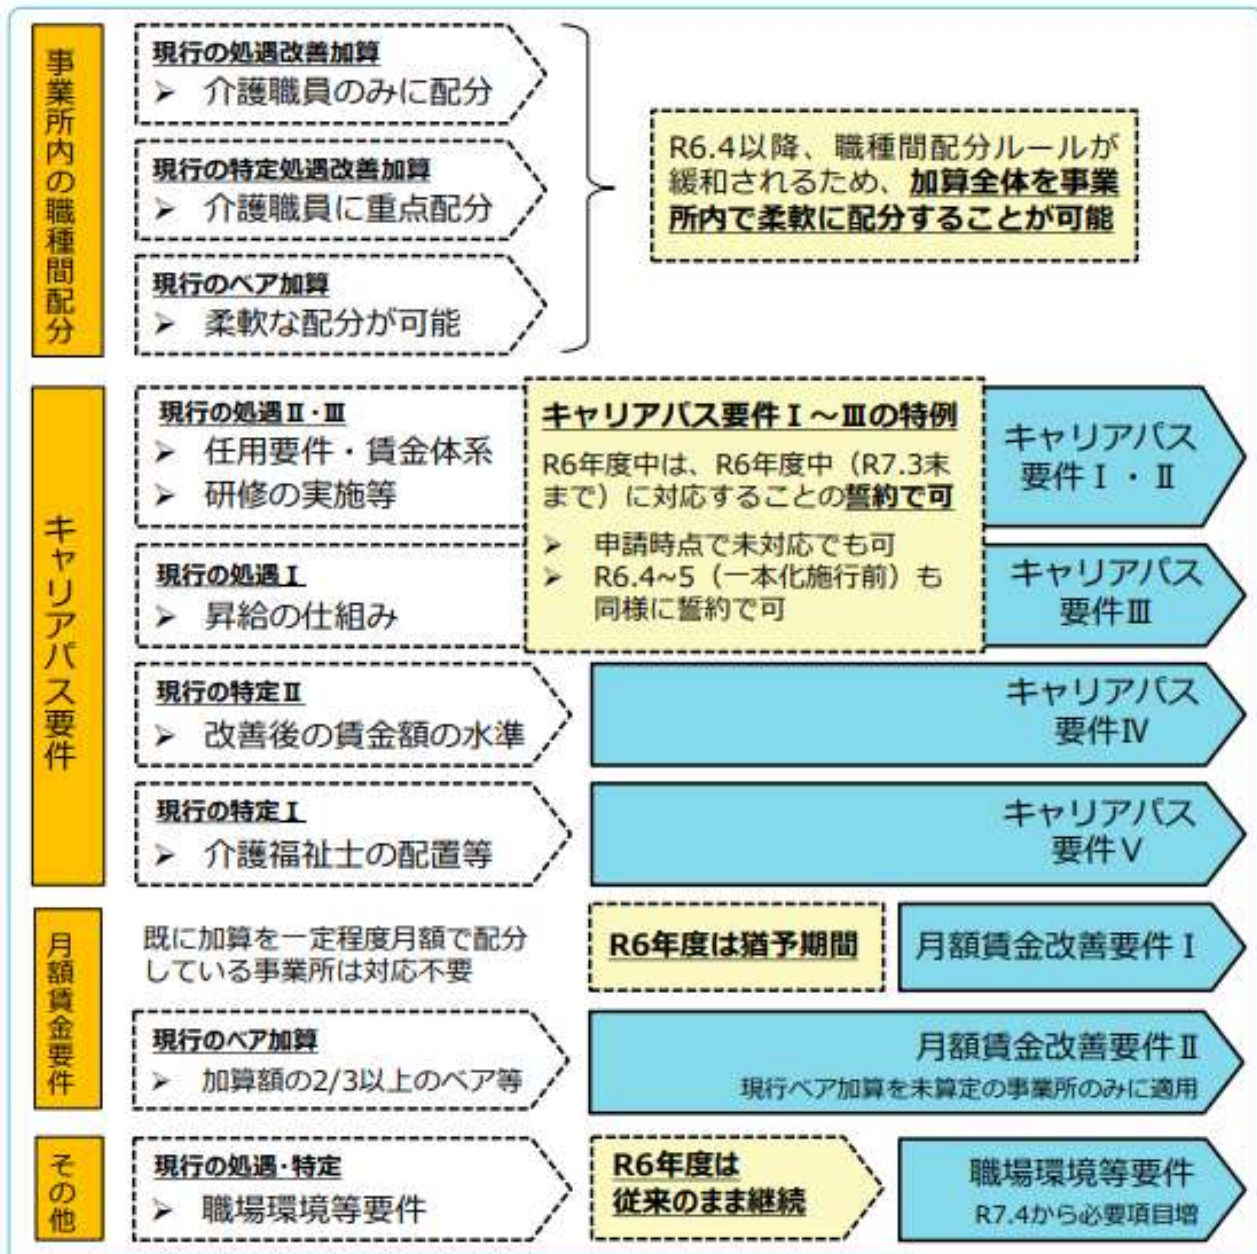 事業所内の職種間配分
現行の処遇改善加算
➢ 介護職員のみに配分
現行の特定処遇改善加算
➢ 介護職員に重点配分
現行のベア加算
➢ 柔軟な配分が可能
R6.4以降、職種間配分ルールが
緩和されるため、加算全体を事業
所内で柔軟に配分することが可能
キャリアパス要件
現行の処遇Ⅱ・Ⅲ
➢ 任用要件・賃金体系
➢ 研修の実施等
現行の処遇Ⅰ
➢ 昇給の仕組み
キャリアパス要件Ⅰ～Ⅲの特例
R6年度中は、R6年度中（R7.3末
まで）に対応することの誓約で可
➢ 申請時点で未対応でも可
➢ R6.4~5（一本化施行前）も
同様に誓約で可
キャリアパス
要件Ⅰ・Ⅱ
キャリアパス
要件Ⅲ
現行の特定Ⅱ
➢ 改善後の賃金額の水準
キャリアパス
要件Ⅳ
現行の特定Ⅰ
➢ 介護福祉士の配置等
キャリアパス
要件Ⅴ
月額賃金要件
既に加算を一定程度月額で配分
している事業所は対応不要
R6年度は猶予期間
月額賃金改善要件Ⅰ
現行のベア加算
➢ 加算額の2/3以上のベア等
月額賃金改善要件Ⅱ
現行ベア加算を未算定の事業所のみに適用
その他
現行の処遇・特定
➢ 職場環境等要件
R6年度は
従来のまま継続
職場環境等要件
R7.4から必要項目増